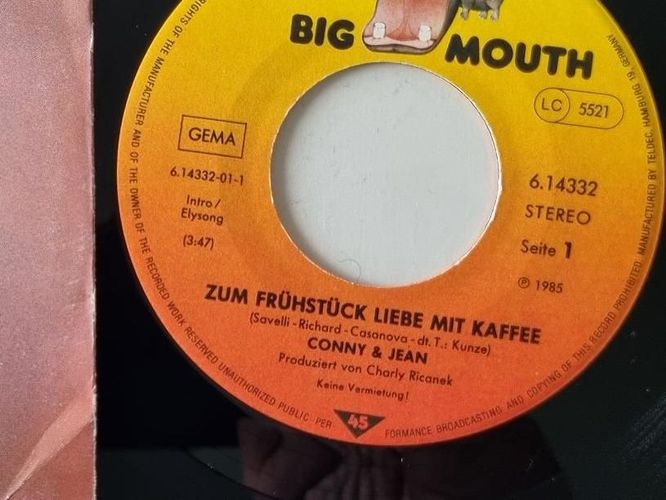 BIG MOUTH
LC 5521
GEMA
6.14332-01-1
Intro/
Elysong
(3:47)
6.14332
STEREO
Seite 1
℗ 1985
ZUM FRÜHSTÜCK LIEBE MIT KAFFEE
(Savelli-Richard-Casanova-dt.T.: Kunze)
CONNY & JEAN
Produziert von Charly Ricanek
Keine Vermietung!
45
RIGHTS OF THE MANUFACTURER AND OF THE OWNER OF THE RECORDED WORK RESERVED UNAUTHORIZED PUBLIC PERFORMANCE BROADCASTING AND COPYING OF THIS RECORD PROHIBITED. MANUFACTURED BY TELDEC, HAMBURG 19, GERMANY